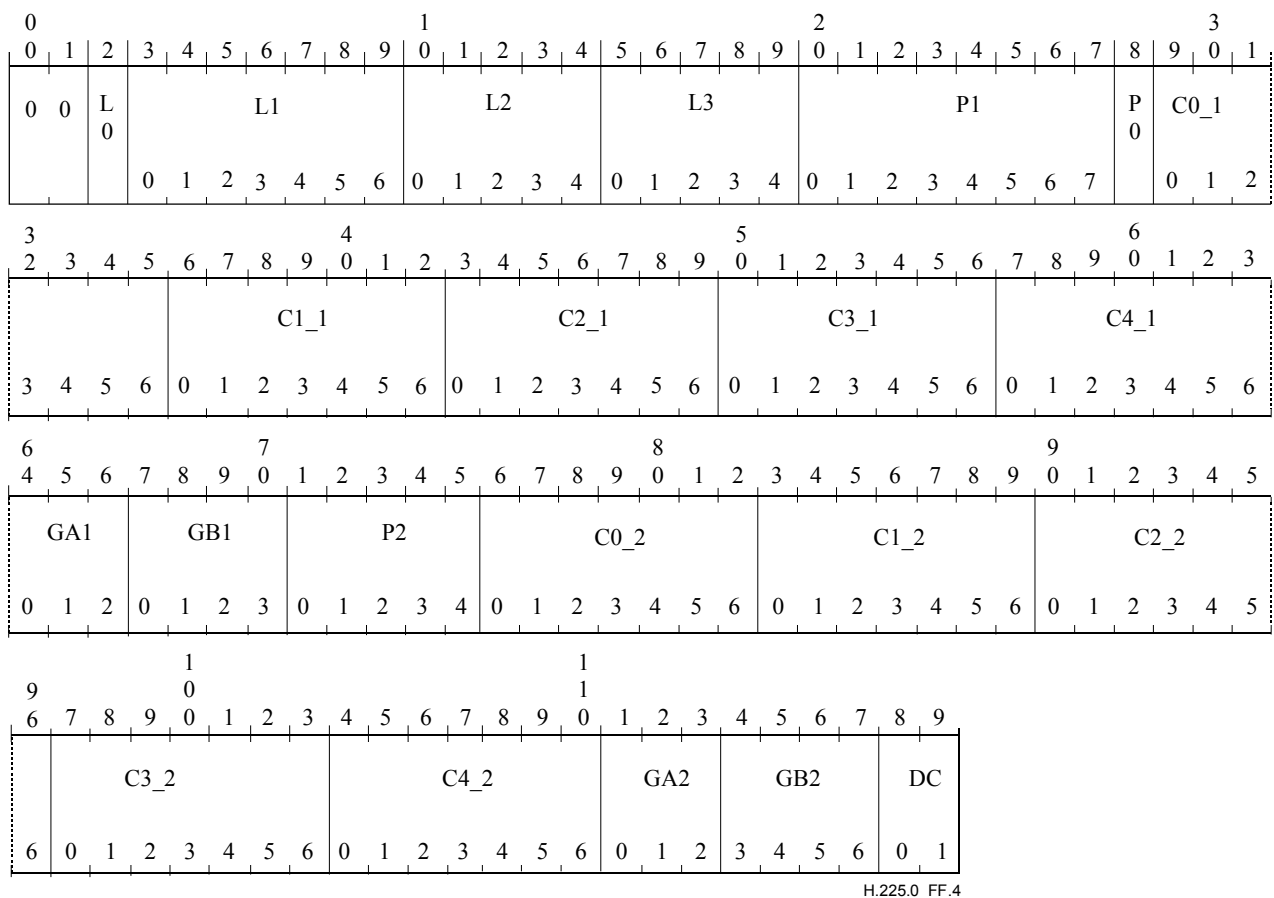 0 1 2 3
0 1 2 3 4 5 6 7 8 9 0 1 2 3 4 5 6 7 8 9 0 1 2 3 4 5 6 7 8 9 0 1
0 0 L L1 L2 L3 P1 P C0_1
0 0
0 1 2 3 4 5 6 0 1 2 3 4 0 1 2 3 4 0 1 2 3 4 5 6 7 0 1 2
3 4 5 6
2 3 4 5 6 7 8 9 0 1 2 3 4 5 6 7 8 9 0 1 2 3 4 5 6 7 8 9 0 1 2 3
C1_1 C2_1 C3_1 C4_1
3 4 5 6 0 1 2 3 4 5 6 0 1 2 3 4 5 6 0 1 2 3 4 5 6 0 1 2 3 4 5 6
6 7 8 9
4 5 6 7 8 9 0 1 2 3 4 5 6 7 8 9 0 1 2 3 4 5 6 7 8 9 0 1 2 3 4 5
GA1 GB1 P2 C0_2 C1_2 C2_2
0 1 2 0 1 2 3 0 1 2 3 4 0 1 2 3 4 5 6 0 1 2 3 4 5 6 0 1 2 3 4 5
1 1
9 0 1
6 7 8 9 0 1 2 3 4 5 6 7 8 9 0 1 2 3 4 5 6 7 8 9
C3_2 C4_2 GA2 GB2 DC
6 0 1 2 3 4 5 6 0 1 2 3 4 5 6 0 1 2 3 4 5 6 0 1
H.225.0 FF.4